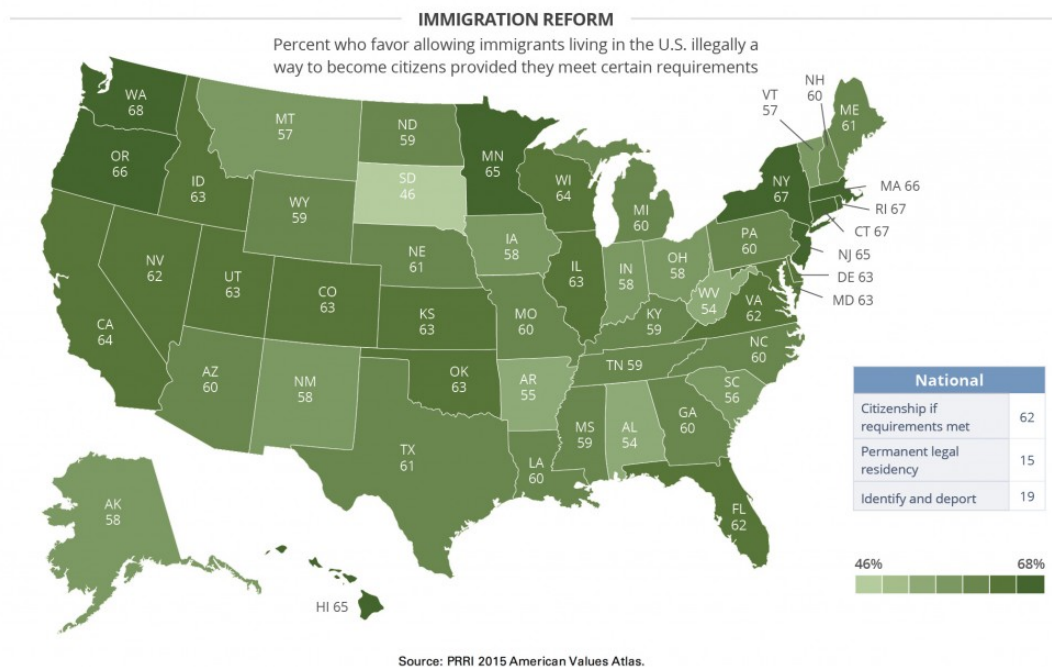 IMMIGRATION REFORM
Percent who favor allowing immigrants living in the U.S. illegally a
way to become citizens provided they meet certain requirements
WA
68
OR
66
ID
63
MT
57
ND
59
SD
46
WY
59
MN
65
WI
64
MI
60
VT
57
NH
60
ME
61
NY
67
MA 66
RI 67
CT 67
NJ 65
DE 63
MD 63
PA
60
NE
61
IA
58
IL
63
IN
58
OH
58
WV
54
VA
62
NV
62
UT
63
CO
63
KS
63
MO
60
KY
59
CA
64
AZ
60
NM
58
OK
63
AR
55
TN 59
NC
60
SC
56
TX
61
LA
60
MS
59
AL
54
GA
60
FL
62
AK
58
HI 65
National
Citizenship if
requirements met
62
Permanent legal
residency
15
Identify and deport
19
46% 68%
Source: PRRI 2015 American Values Atlas.